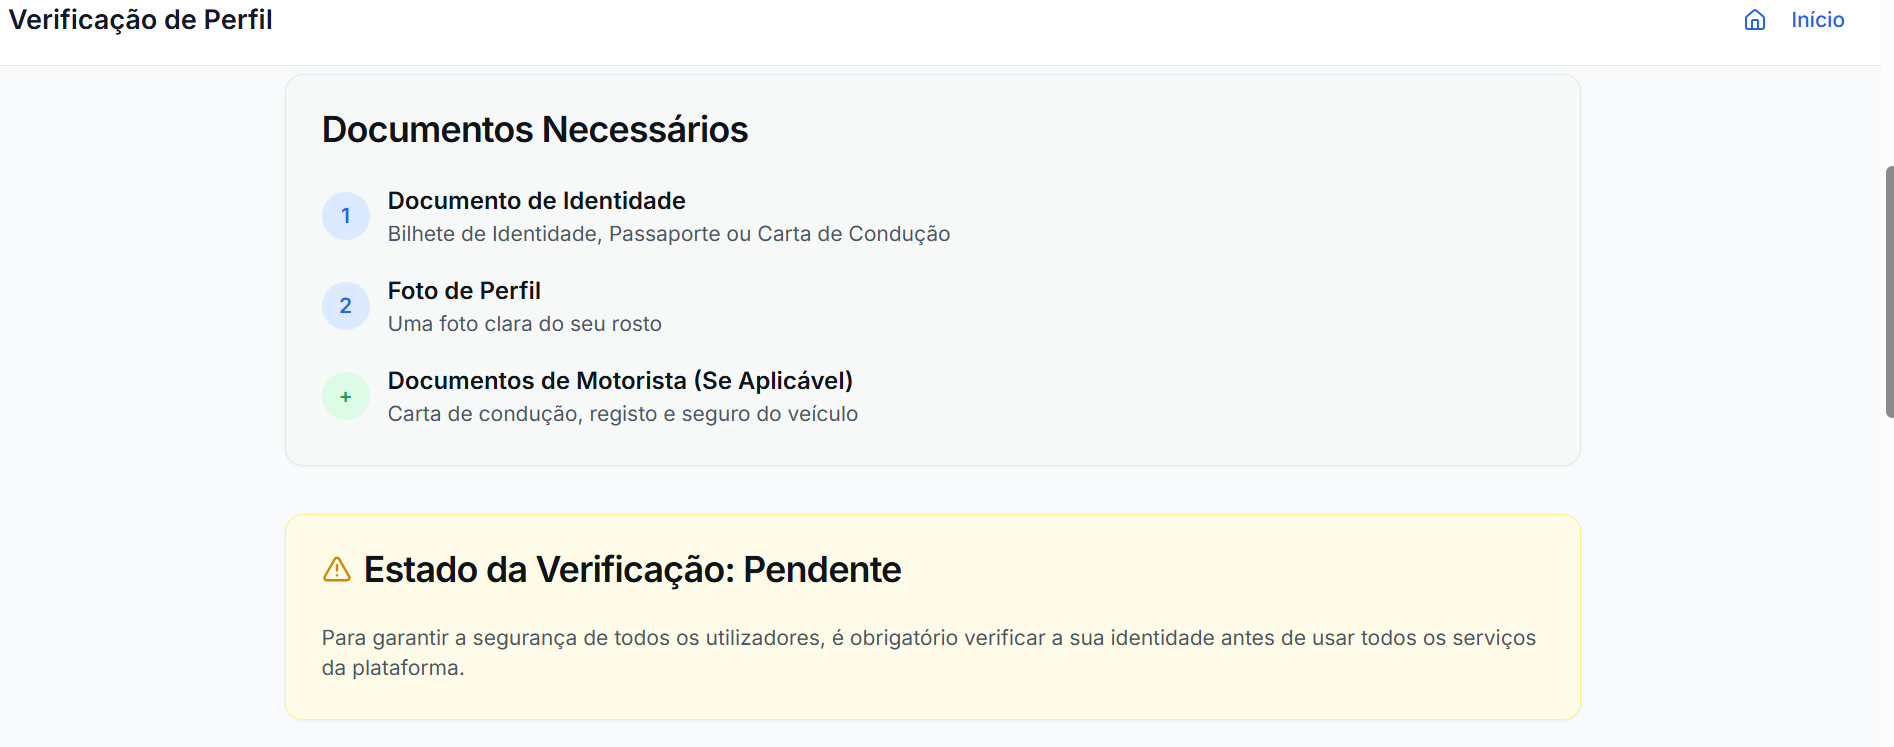 Verificação de Perfil
Início
Documentos Necessários
1
Documento de Identidade
Bilhete de Identidade, Passaporte ou Carta de Condução
2
Foto de Perfil
Uma foto clara do seu rosto
+
Documentos de Motorista (Se Aplicável)
Carta de condução, registo e seguro do veículo
Estado da Verificação: Pendente
Para garantir a segurança de todos os utilizadores, é obrigatório verificar a sua identidade antes de usar todos os serviços
da plataforma.